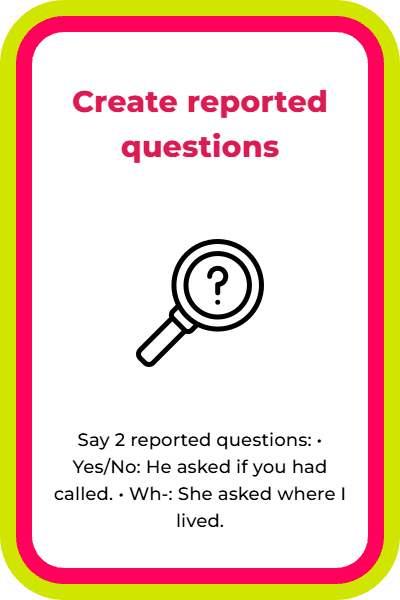 Create reported
questions
?
Say 2 reported questions: •
Yes/No: He asked if you had
called. • Wh-: She asked where I
lived.